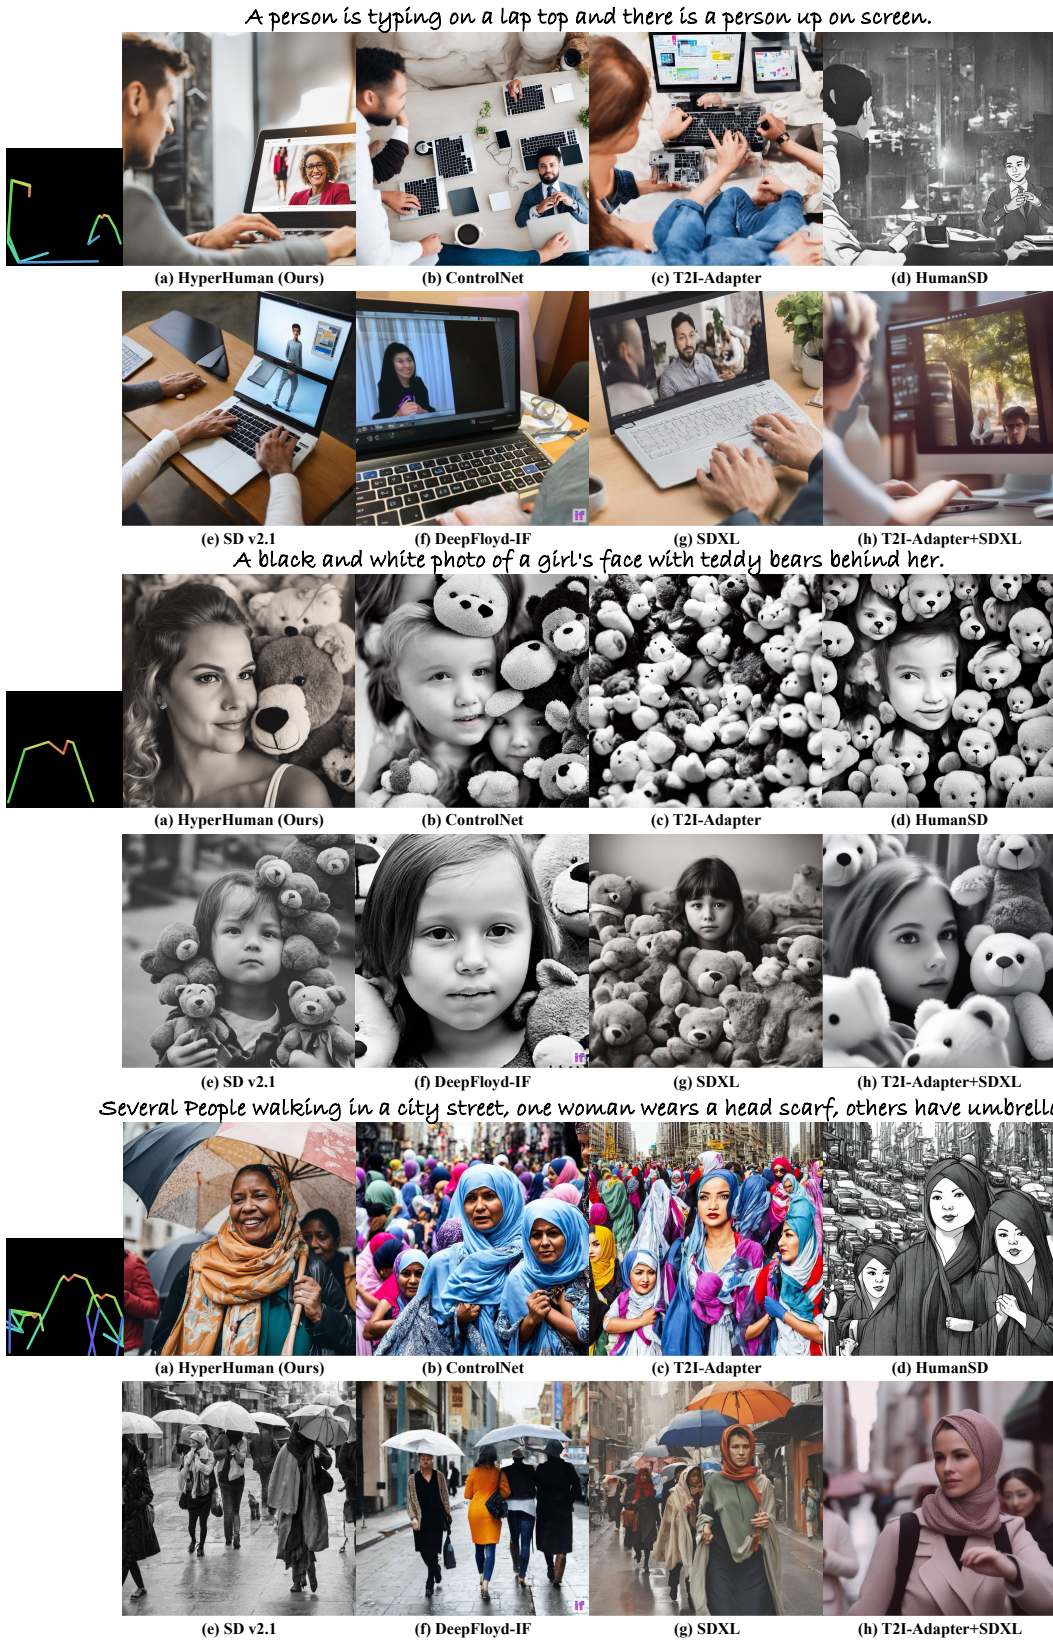 A person is typing on a lap top and there is a person up on screen.
(a) HyperHuman (Ours) (b) ControlNet (c) T2I-Adapter (d) HumanSD
if
(e) SD v2.1 (f) DeepFloyd-IF (g) SDXL (h) T2I-Adapter+SDXL
A black and white photo of a girl's face with teddy bears behind her.
(a) HyperHuman (Ours) (b) ControlNet (c) T2I-Adapter (d) HumanSD
if
(e) SD v2.1 (f) DeepFloyd-IF (g) SDXL (h) T2I-Adapter+SDXL
Several People walking in a city street, one woman wears a head scarf, others have umbrella
(a) HyperHuman (Ours) (b) ControlNet (c) T2I-Adapter (d) HumanSD
if
(e) SD v2.1 (f) DeepFloyd-IF (g) SDXL (h) T2I-Adapter+SDXL